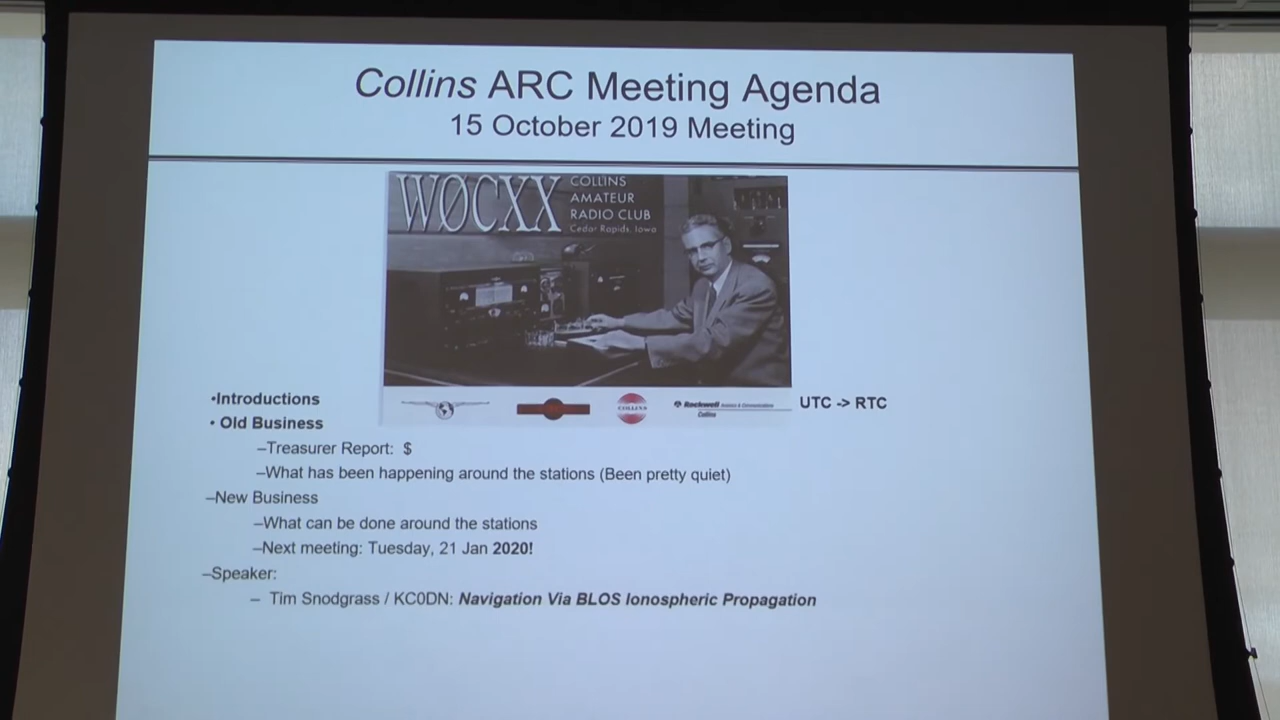 Collins ARC Meeting Agenda
15 October 2019 Meeting
WØCXX
COLLINS
AMATEUR
RADIO CLUB
Cedar Rapids, Iowa
COLLINS
Rockwell
Collins
UTC -> RTC
•Introductions
• Old Business
–Treasurer Report: $
–What has been happening around the stations (Been pretty quiet)
–New Business
–What can be done around the stations
–Next meeting: Tuesday, 21 Jan 2020!
–Speaker:
– Tim Snodgrass / KC0DN: Navigation Via BLOS Ionospheric Propagation